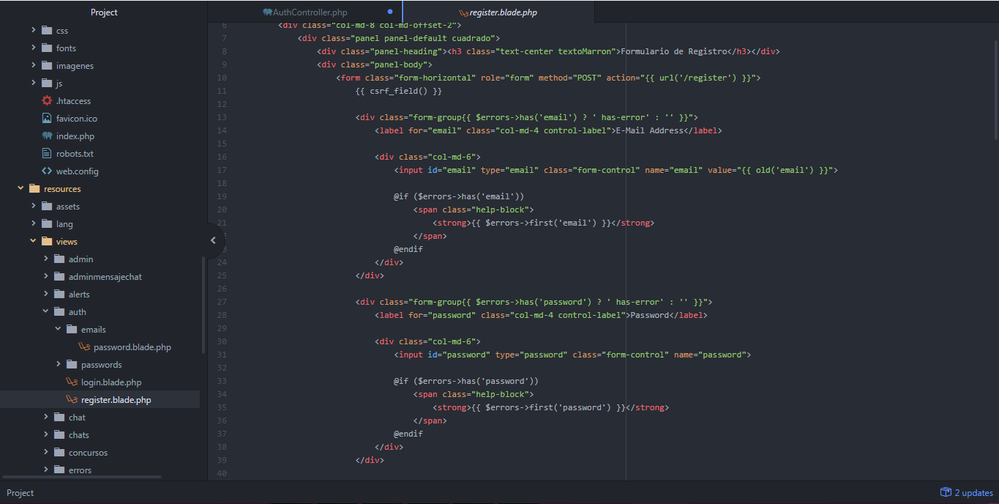 Project
css
fonts
imagenes
js
.htaccess
favicon.ico
index.php
robots.txt
web.config
resources
assets
lang
views
admin
adminmensajechat
alerts
auth
emails
password.blade.php
passwords
login.blade.php
register.blade.php
chat
chats
concursos
errors
AuthController.php
register.blade.php
6 <div class="col-md-8 col-md-offset-2">
7 <div class="panel panel-default cuadrado">
8 <div class="panel-heading"><h3 class="text-center textoMarron">Formulario de Registro</h3></div>
9 <div class="panel-body">
10 <form class="form-horizontal" role="form" method="POST" action="{{ url('/register') }}">
11 {{ csrf_field() }}
12
13 <div class="form-group{{ $errors->has('email') ? ' has-error' : '' }}">
14 <label for="email" class="col-md-4 control-label">E-Mail Address</label>
15
16 <div class="col-md-6">
17 <input id="email" type="email" class="form-control" name="email" value="{{ old('email') }}">
18
19 @if ($errors->has('email'))
20 <span class="help-block">
21 <strong>{{ $errors->first('email') }}</strong>
</span>
3 @endif
24 </div>
25 </div>
26
27 <div class="form-group{{ $errors->has('password') ? ' has-error' : '' }}">
28 <label for="password" class="col-md-4 control-label">Password</label>
29
30 <div class="col-md-6">
31 <input id="password" type="password" class="form-control" name="password">
32
33 @if ($errors->has('password'))
34 <span class="help-block">
35 <strong>{{ $errors->first('password') }}</strong>
36 </span>
37 @endif
38 </div>
39 </div>
40
Project
2 updates